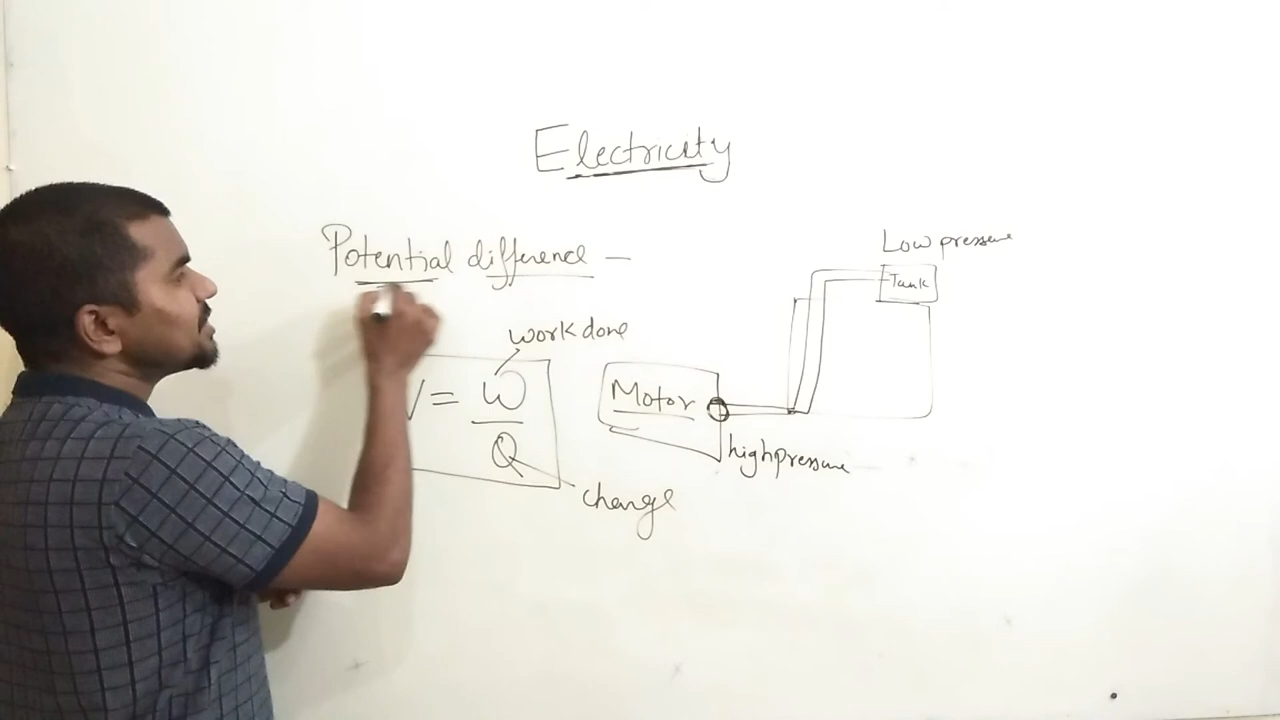 Electricity
Potential difference —
Low pressure
Tank
work done
V = W
Q
Motor
high pressure
charge